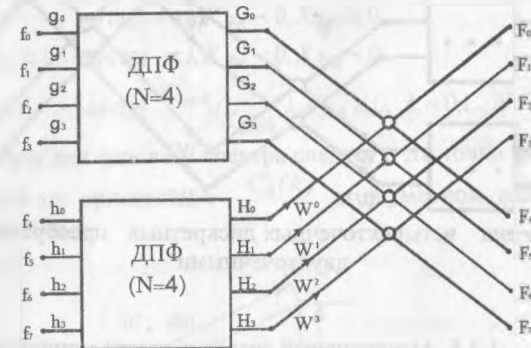 g₀ G₀
f₀ F₀
g₁ G₁
f₁ ДПФ F₁
g₂ (N=4) G₂
f₂ F₂
g₃ G₃
f₃ F₃
h₀ H₀ W⁰
f₄ F₄
h₁ H₁ W¹
f₅ ДПФ F₅
h₂ (N=4) H₂ W²
f₆ F₆
h₃ H₃ W³
f₇ F₇